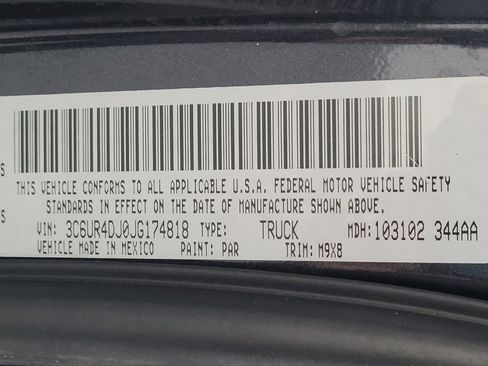 S
THIS VEHICLE CONFORMS TO ALL APPLICABLE U.S.A. FEDERAL MOTOR VEHICLE SAFETY
STANDARDS IN EFFECT ON THE DATE OF MANUFACTURE SHOWN ABOVE.
S
VIN: 3C6UR4DJ0JG174818 TYPE: TRUCK MDH: 103102 344AA
VEHICLE MADE IN MEXICO PAINT: PAR TRIM: M9X8